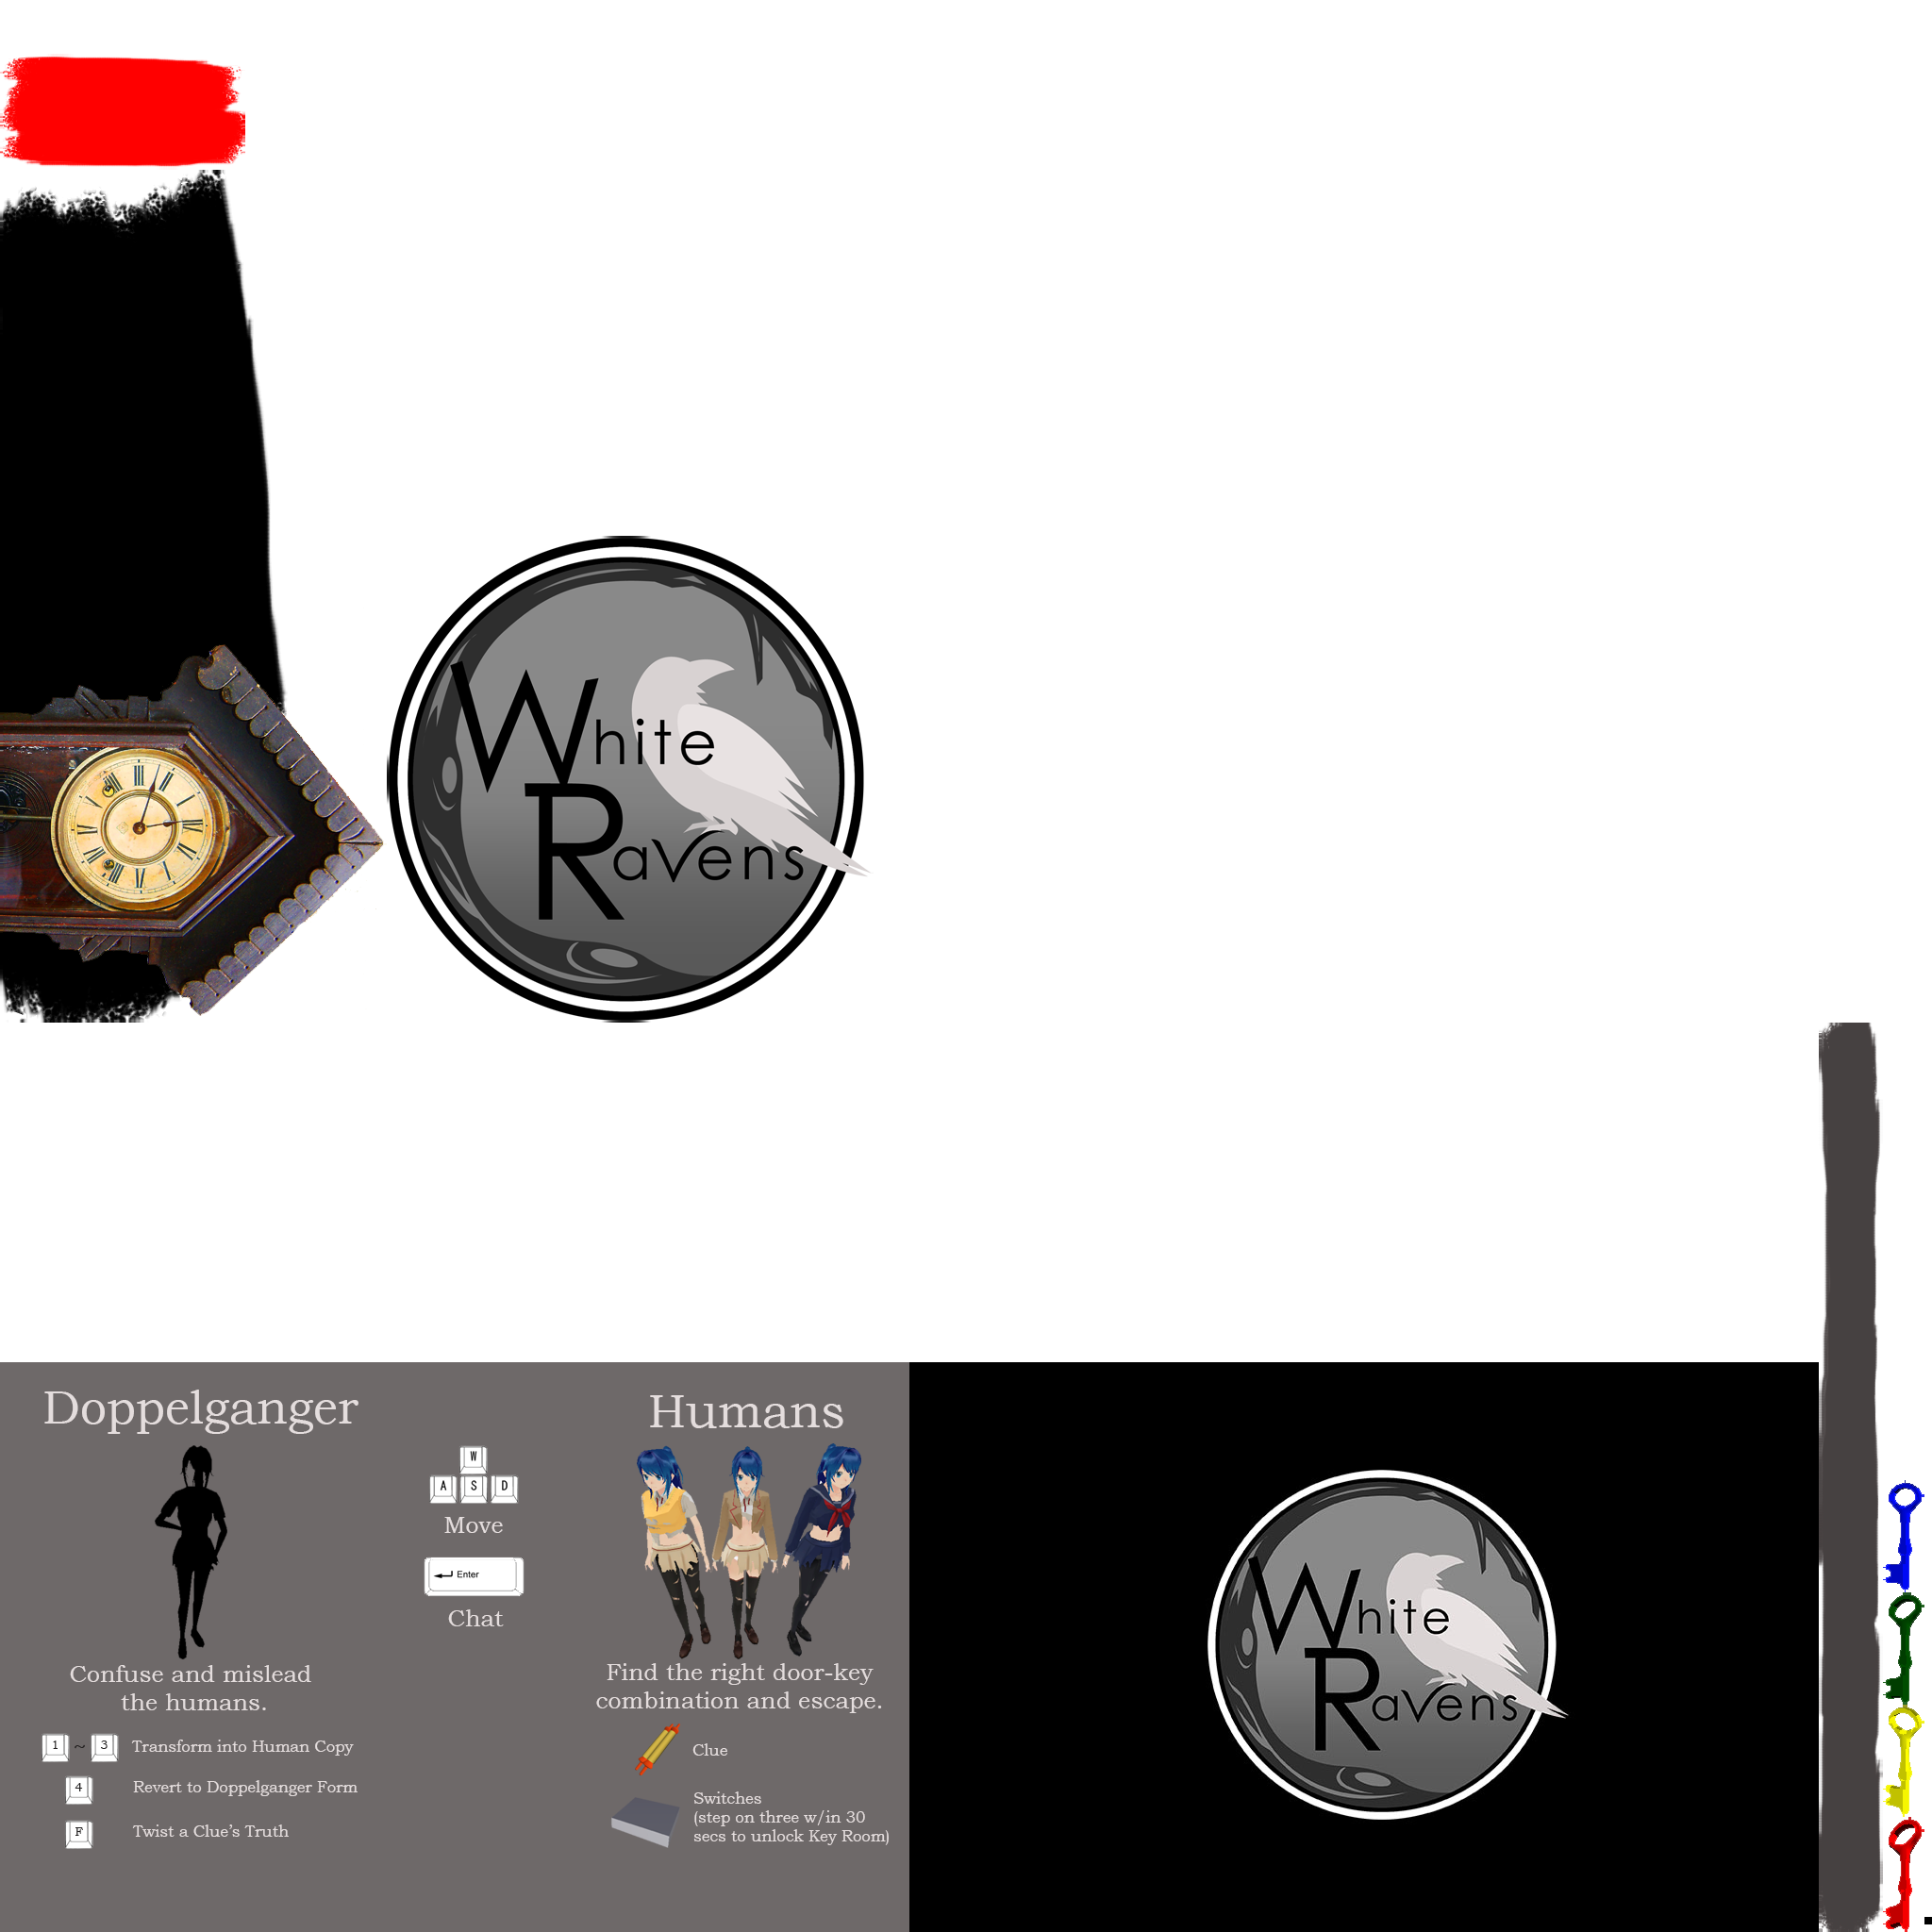 White
Ravens
Doppelganger
Confuse and mislead
the humans.
1 ~ 3 Transform into Human Copy
4 Revert to Doppelganger Form
F Twist a Clue's Truth
W
A S D
Move
Enter
Chat
Humans
Find the right door-key
combination and escape.
Clue
Switches
(step on three w/in 30
secs to unlock Key Room)
White
Ravens